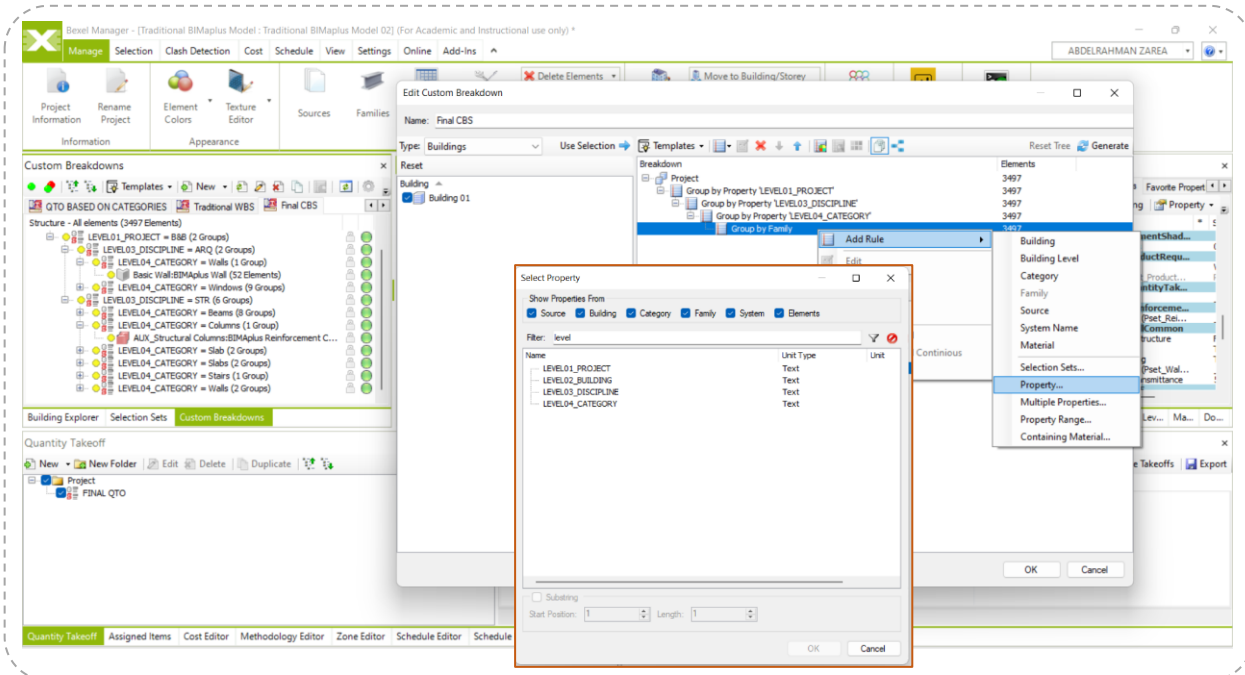 Bexel Manager - [Traditional BIMaplus Model : Traditional BIMaplus Model 02] (For Academic and Instructional use only) *
Manage Selection Clash Detection Cost Schedule View Settings Online Add-Ins
ABDELRAHMAN ZAREA
Project Information
Rename Project
Element Colors
Texture Editor
Sources
Families
Delete Elements
Move to Building/Storey
Information
Appearance
Custom Breakdowns
Templates New
QTO BASED ON CATEGORIES Traditional WBS Final CBS
Structure - All elements (3497 Elements)
LEVEL01_PROJECT = B&B (2 Groups)
LEVEL03_DISCIPLINE = ARQ (2 Groups)
LEVEL04_CATEGORY = Walls (1 Group)
Basic Wall:BIMAplus Wall (52 Elements)
LEVEL04_CATEGORY = Windows (9 Groups)
LEVEL03_DISCIPLINE = STR (6 Groups)
LEVEL04_CATEGORY = Beams (8 Groups)
LEVEL04_CATEGORY = Columns (1 Group)
AUX_Structural Columns:BIMAplus Reinforcement C...
LEVEL04_CATEGORY = Slab (2 Groups)
LEVEL04_CATEGORY = Slabs (2 Groups)
LEVEL04_CATEGORY = Stairs (1 Group)
LEVEL04_CATEGORY = Walls (2 Groups)
Building Explorer Selection Sets Custom Breakdowns
Quantity Takeoff
New New Folder Edit Delete Duplicate
Project
FINAL QTO
Quantity Takeoff Assigned Items Cost Editor Methodology Editor Zone Editor Schedule Editor Schedule
Edit Custom Breakdown
Name: Final CBS
Type: Buildings
Use Selection
Templates
Reset Tree Generate
Reset
Building
Building 01
Breakdown Elements
Project 3497
Group by Property 'LEVEL01_PROJECT' 3497
Group by Property 'LEVEL03_DISCIPLINE' 3497
Group by Property 'LEVEL04_CATEGORY' 3497
Group by Family 3497
Add Rule
Edit
Continious
Building
Building Level
Category
Family
Source
System Name
Material
Selection Sets...
Property...
Multiple Properties...
Property Range...
Containing Material...
OK Cancel
Select Property
Show Properties From
Source Building Category Family System Elements
Filter: level
Name Unit Type Unit
LEVEL01_PROJECT Text
LEVEL02_BUILDING Text
LEVEL03_DISCIPLINE Text
LEVEL04_CATEGORY Text
Substring
Start Position: 1 Length: 1
OK Cancel
Favorite Propert
Property
Lev... Ma... Do...
Takeoffs Export